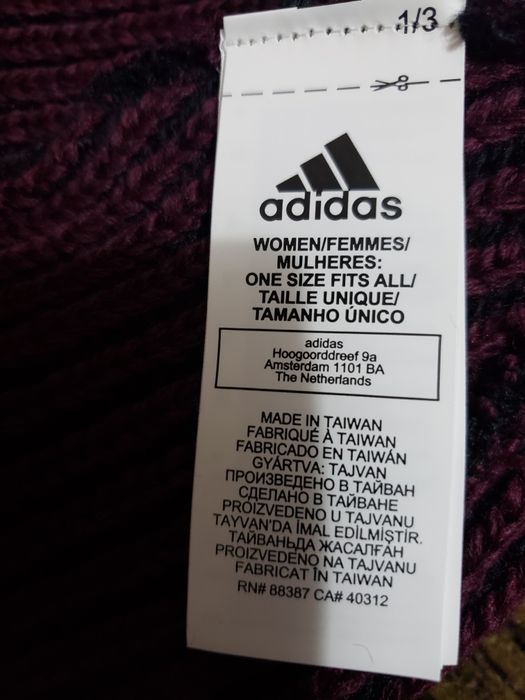 1/3
adidas
WOMEN/FEMMES/
MULHERES:
ONE SIZE FITS ALL/
TAILLE UNIQUE/
TAMANHO ÚNICO
adidas
Hoogoorddreef 9a
Amsterdam 1101 BA
The Netherlands
MADE IN TAIWAN
FABRIQUÉ À TAIWAN
FABRICADO EN TAIWÁN
GYÁRTVA: TAJVAN
ПРОИЗВЕДЕНО В ТАЙВАН
СДЕЛАНО В ТАЙВАНЕ
PROIZVEDENO U TAJVANU
TAYVAN'DA İMAL EDİLMİŞTİR.
ТАЙВАНЬДА ЖАСАЛҒАН
PROIZVEDENO NA TAJVANU
FABRICAT ÎN TAIWAN
RN# 88387 CA# 40312